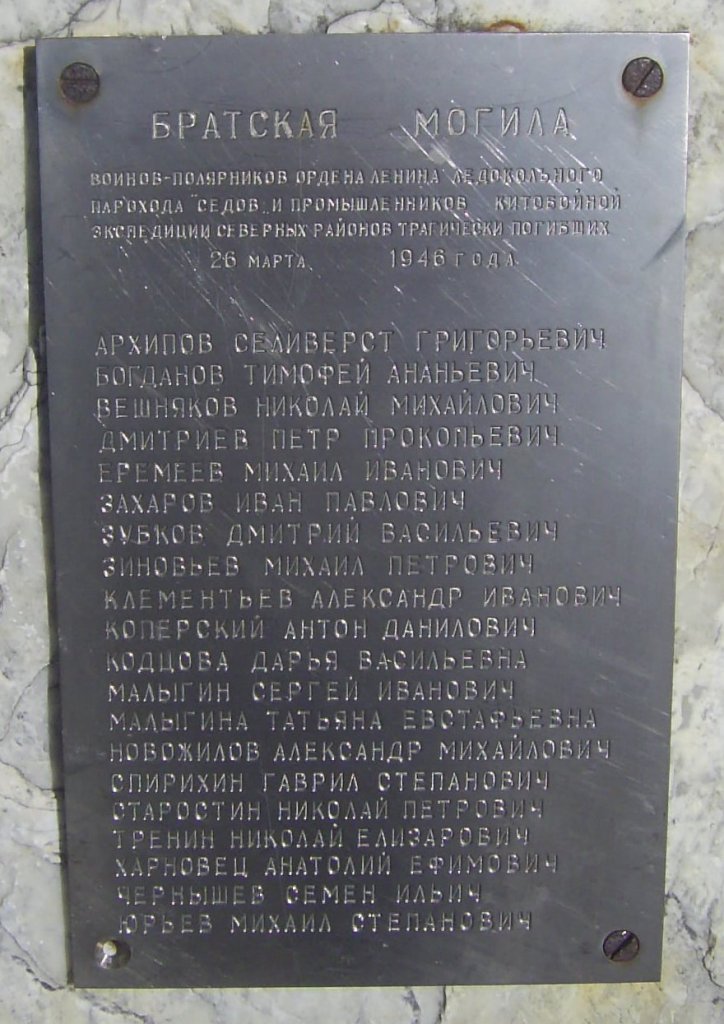 БРАТСКАЯ МОГИЛА
ВОИНОВ-ПОЛЯРНИКОВ ОРДЕНА ЛЕНИНА ЛЕДОКОЛЬНОГО
ПАРОХОДА "СЕДОВ" И ПРОМЫШЛЕННИКОВ КИТОБОЙНОЙ
ЭКСПЕДИЦИИ СЕВЕРНЫХ РАЙОНОВ ТРАГИЧЕСКИ ПОГИБШИХ
26 МАРТА 1946 ГОДА.
АРХИПОВ СЕЛИВЕРСТ ГРИГОРЬЕВИЧ
БОГДАНОВ ТИМОФЕЙ АНАНЬЕВИЧ
ВЕШНЯКОВ НИКОЛАЙ МИХАЙЛОВИЧ
ДМИТРИЕВ ПЕТР ПРОКОПЬЕВИЧ
ЕРЕМЕЕВ МИХАИЛ ИВАНОВИЧ
ЗАХАРОВ ИВАН ПАВЛОВИЧ
ЗУБКОВ ДМИТРИЙ ВАСИЛЬЕВИЧ
ЗИНОВЬЕВ МИХАИЛ ПЕТРОВИЧ
КЛЕМЕНТЬЕВ АЛЕКСАНДР ИВАНОВИЧ
КОПЕРСКИЙ АНТОН ДАНИЛОВИЧ
КОДЦОВА ДАРЬЯ ВАСИЛЬЕВНА
МАЛЫГИН СЕРГЕЙ ИВАНОВИЧ
МАЛЫГИНА ТАТЬЯНА ЕВСТАФЬЕВНА
НОВОЖИЛОВ АЛЕКСАНДР МИХАЙЛОВИЧ
СПИРИХИН ГАВРИЛ СТЕПАНОВИЧ
СТАРОСТИН НИКОЛАЙ ПЕТРОВИЧ
ТРЕНИН НИКОЛАЙ ЕЛИЗАРОВИЧ
ХАРНОВЕЦ АНАТОЛИЙ ЕФИМОВИЧ
ЧЕРНЫШЕВ СЕМЕН ИЛЬИЧ
ЮРЬЕВ МИХАИЛ СТЕПАНОВИЧ